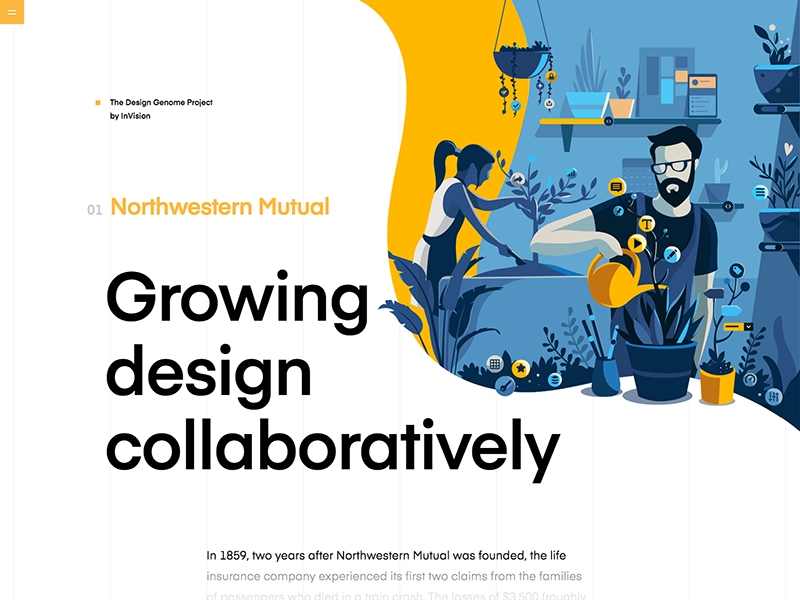 The Design Genome Project
by InVision
01 Northwestern Mutual
Growing
design
collaboratively
In 1859, two years after Northwestern Mutual was founded, the life
insurance company experienced its first two claims from the families
of passengers who died in a train crash. The losses of $3,500 (roughly